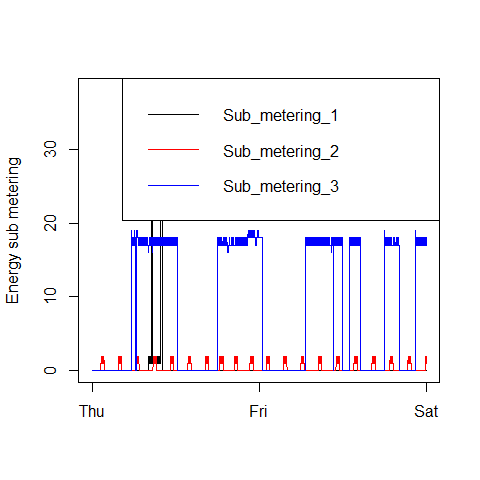 Sub_metering_1
Sub_metering_2
Sub_metering_3
Energy sub metering
30
20
10
0
Thu Fri Sat